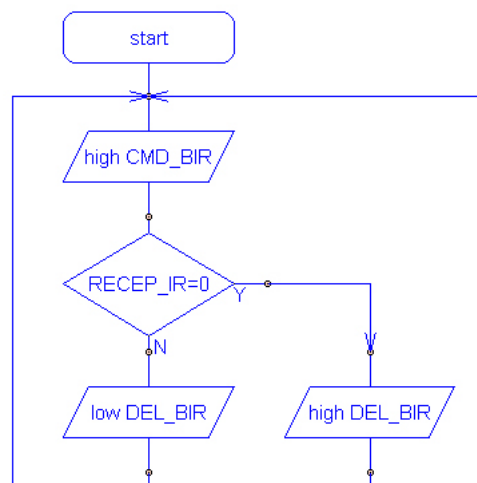 start
high CMD_BIR
RECEP_IR=0
Y
N
low DEL_BIR
high DEL_BIR